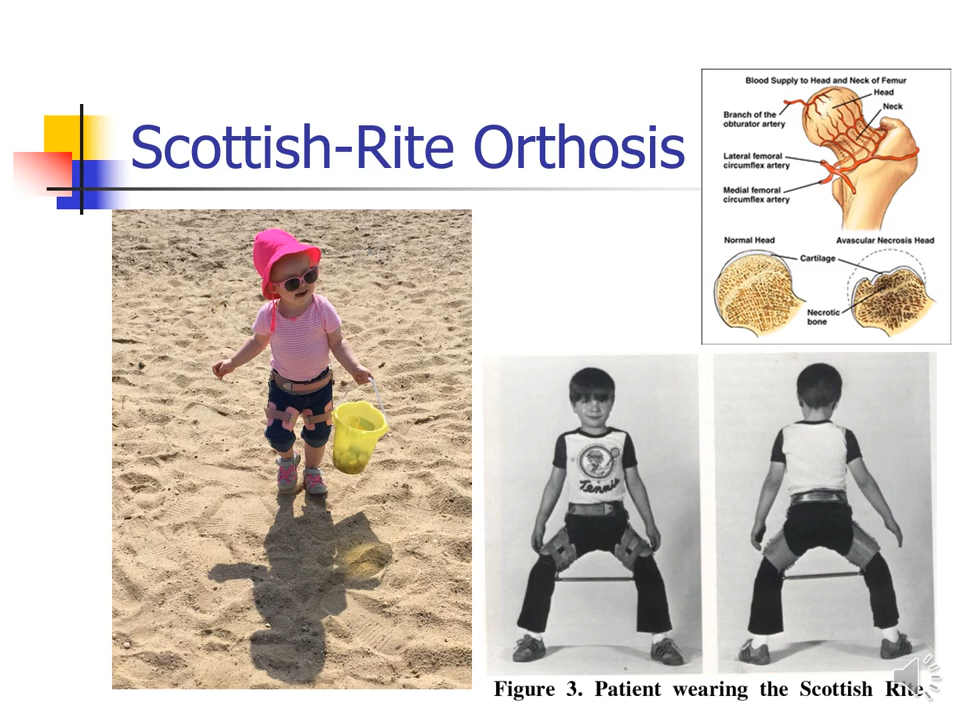 Scottish-Rite Orthosis
Blood Supply to Head and Neck of Femur
Head
Neck
Branch of the
obturator artery
Lateral femoral
circumflex artery
Medial femoral
circumflex artery
Normal Head
Avascular Necrosis Head
Cartilage
Necrotic
bone
Tennis
Figure 3. Patient wearing the Scottish Rite